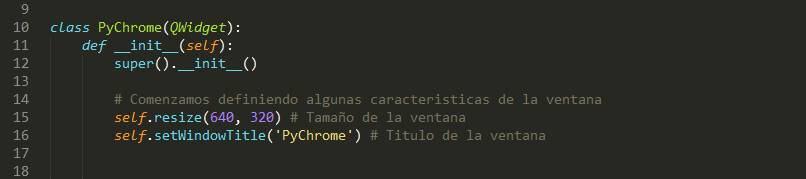 9
10 class PyChrome(QWidget):
11     def __init__(self):
12         super().__init__()
13
14         # Comenzamos definiendo algunas caracteristicas de la ventana
15         self.resize(640, 320) # Tamaño de la ventana
16         self.setWindowTitle('PyChrome') # Titulo de la ventana
17
18